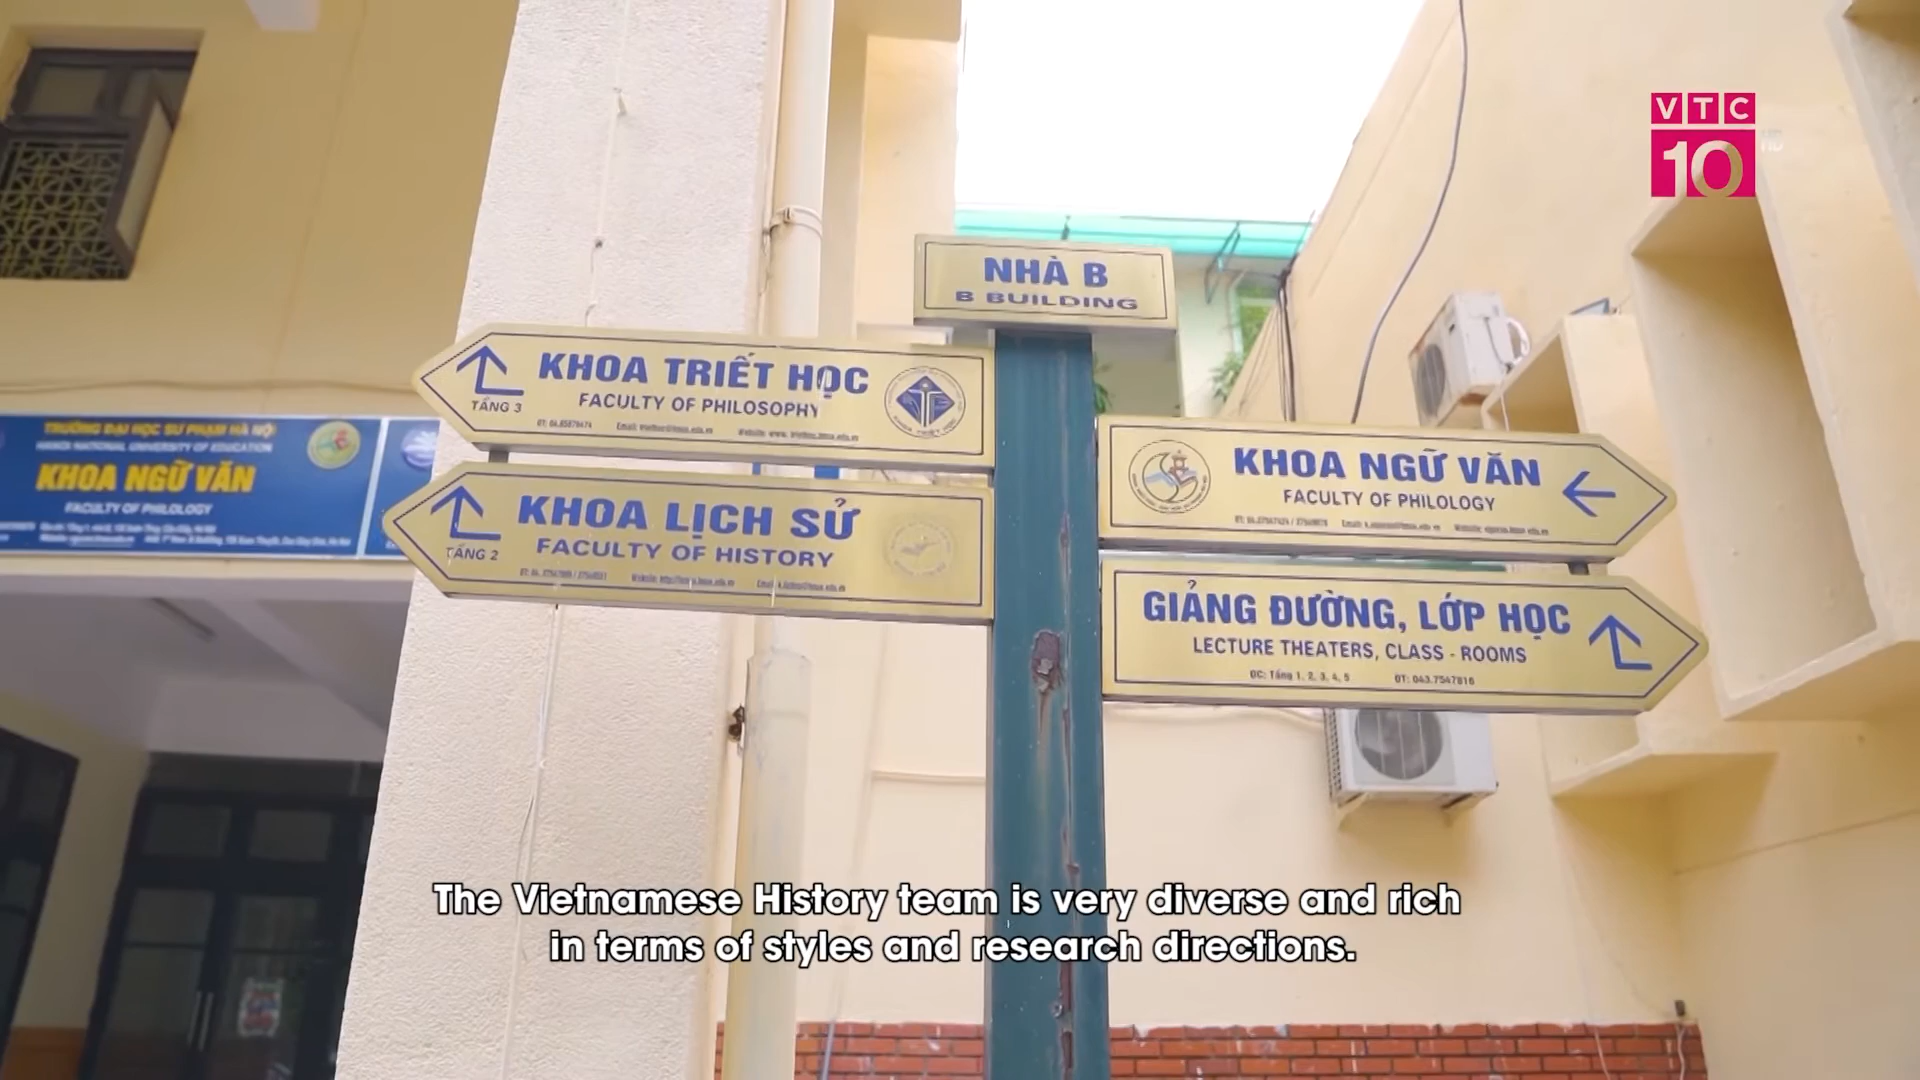 VTC
10
HD
NHÀ B
B BUILDING
KHOA TRIẾT HỌC
FACULTY OF PHILOSOPHY
TẦNG 3
KHOA TRIẾT HỌC
KHOA LỊCH SỬ
FACULTY OF HISTORY
TẦNG 2
KHOA NGỮ VĂN
FACULTY OF PHILOLOGY
GIẢNG ĐƯỜNG, LỚP HỌC
LECTURE THEATERS, CLASS - ROOMS
ĐC: Tầng 1, 2, 3, 4, 5 ĐT: 043.7547816
TRƯỜNG ĐẠI HỌC SƯ PHẠM HÀ NỘI
HANOI NATIONAL UNIVERSITY OF EDUCATION
KHOA NGỮ VĂN
FACULTY OF PHILOLOGY
The Vietnamese History team is very diverse and rich
in terms of styles and research directions.